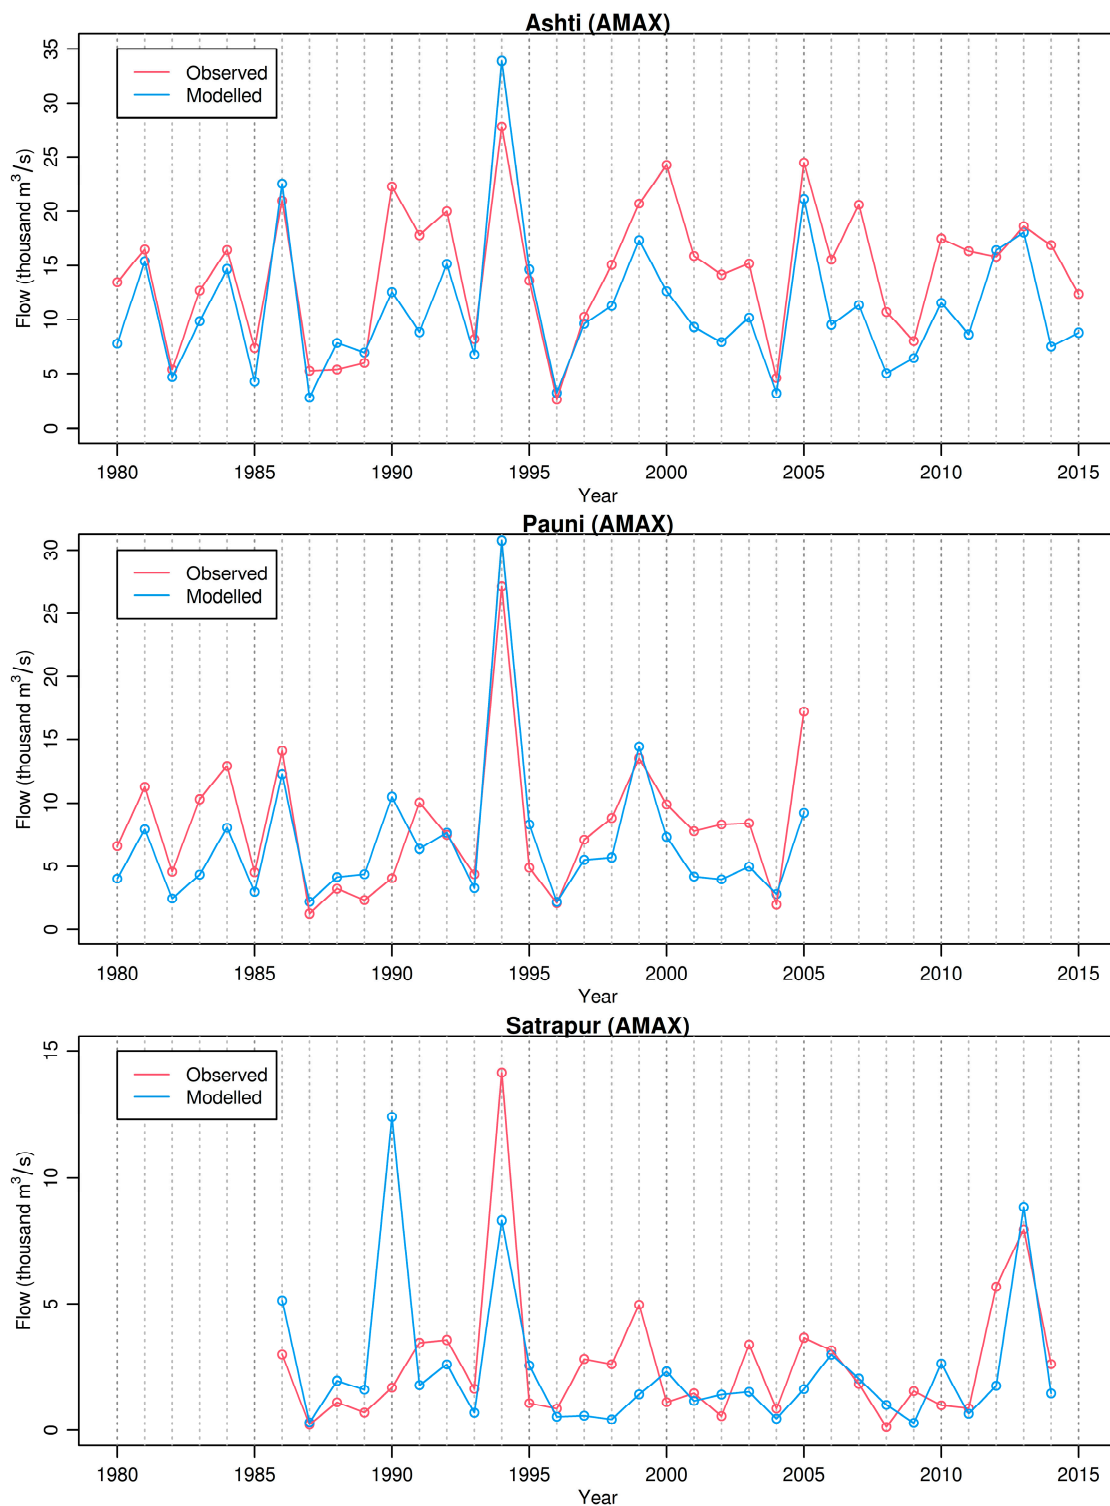 Ashti (AMAX)
35
30
25
20
15
10
5
0
Flow (thousand m³/s)
Observed
Modelled
1980 1985 1990 1995 2000 2005 2010 2015
Year
Pauni (AMAX)
30
25
20
15
10
5
0
Flow (thousand m³/s)
Observed
Modelled
1980 1985 1990 1995 2000 2005 2010 2015
Year
Satrapur (AMAX)
15
10
5
0
Flow (thousand m³/s)
Observed
Modelled
1980 1985 1990 1995 2000 2005 2010 2015
Year